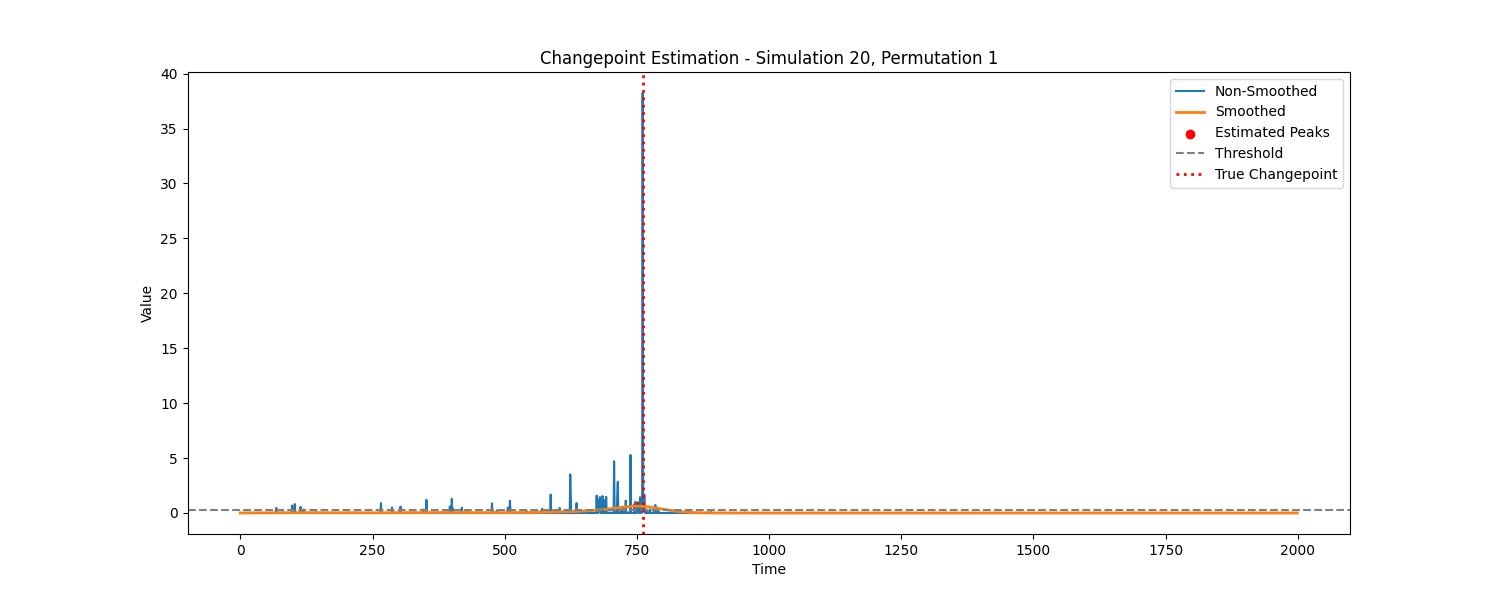 Changepoint Estimation - Simulation 20, Permutation 1
40
35
30
25
20
15
10
5
0
Value
0 250 500 750 1000 1250 1500 1750 2000
Time
Non-Smoothed
Smoothed
Estimated Peaks
Threshold
True Changepoint